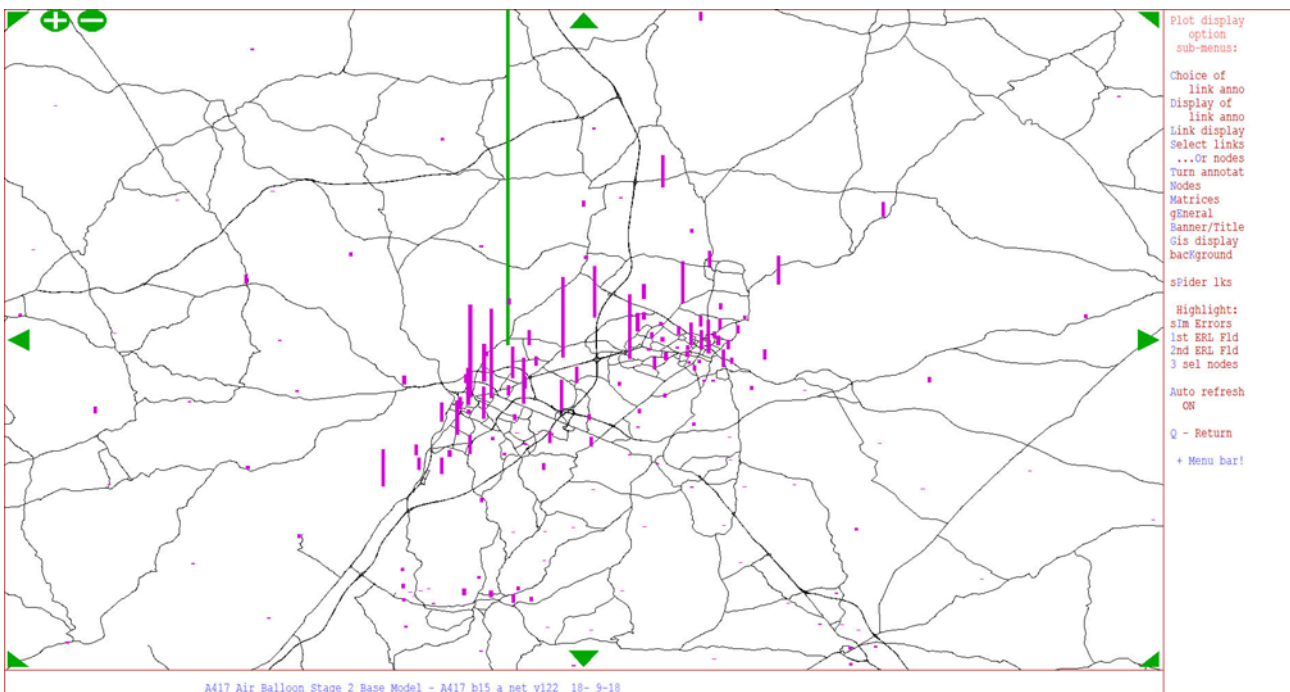 Plot display
option
sub-menus:
Choice of
link anno
Display of
link anno
Link display
Select links
...Or nodes
Turn annotat
Nodes
Matrices
gEneral
Banner/Title
Gis display
bacKground
sPider lks
Highlight:
sIm Errors
1st ERL Fld
2nd ERL Fld
3 sel nodes
Auto refresh
ON
Q - Return
+ Menu bar!
A417 Air Balloon Stage 2 Base Model - A417 b15 a net v122 18- 9-18